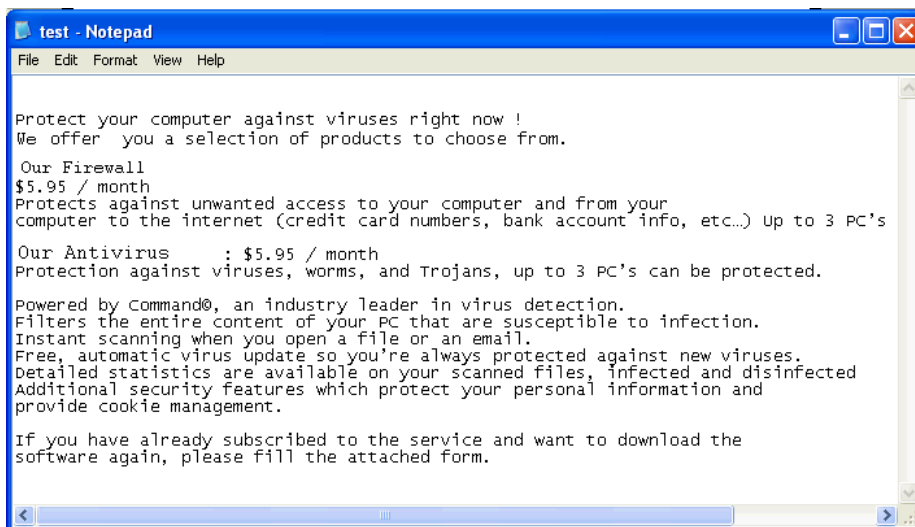 test - Notepad
File Edit Format View Help
Protect your computer against viruses right now !
We offer you a selection of products to choose from.
Our Firewall
$5.95 / month
Protects against unwanted access to your computer and from your
computer to the internet (credit card numbers, bank account info, etc…) Up to 3 PC's
Our Antivirus : $5.95 / month
Protection against viruses, worms, and Trojans, up to 3 PC's can be protected.
Powered by Command©, an industry leader in virus detection.
Filters the entire content of your PC that are susceptible to infection.
Instant scanning when you open a file or an email.
Free, automatic virus update so you're always protected against new viruses.
Detailed statistics are available on your scanned files, infected and disinfected
Additional security features which protect your personal information and
provide cookie management.
If you have already subscribed to the service and want to download the
software again, please fill the attached form.